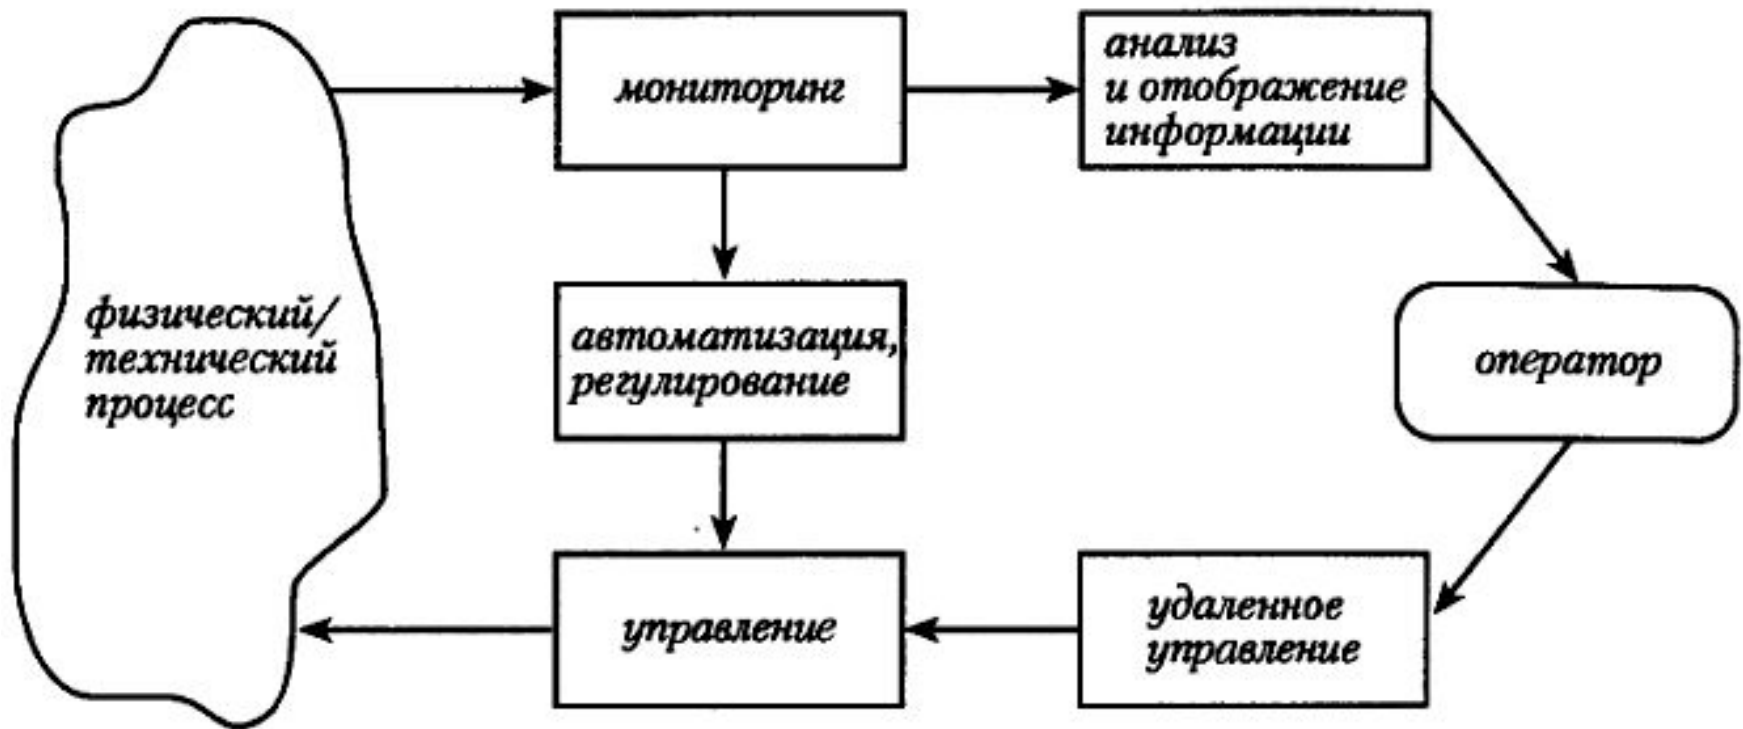 мониторинг
анализ
и отображение
информации
физический/
технический
процесс
автоматизация,
регулирование
оператор
управление
удаленное
управление